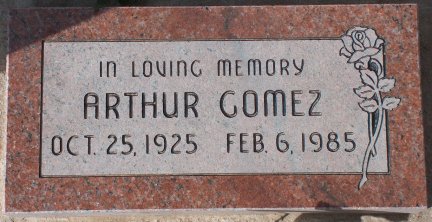 IN LOVING MEMORY
ARTHUR GOMEZ
OCT. 25, 1925 FEB. 6, 1985